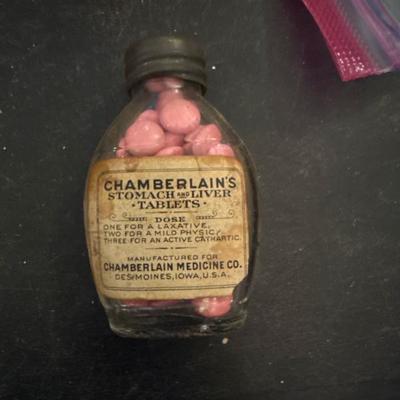 CHAMBERLAIN'S
STOMACH AND LIVER
• TABLETS •
DOSE
ONE FOR A LAXATIVE,
TWO FOR A MILD PHYSIC,
THREE FOR AN ACTIVE CATHARTIC.
MANUFACTURED FOR
CHAMBERLAIN MEDICINE CO.
DES MOINES, IOWA, U.S.A.